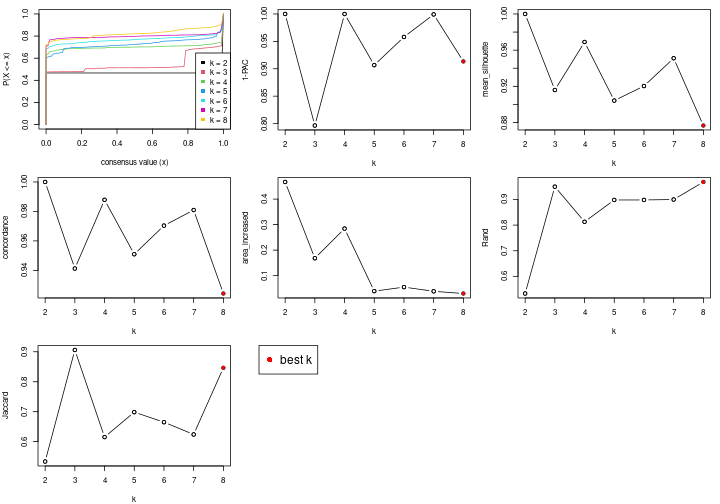 P(X <= x)
0.0 0.2 0.4 0.6 0.8 1.0
k = 2
k = 3
k = 4
k = 5
k = 6
k = 7
k = 8
0.0 0.2 0.4 0.6 0.8 1.0
consensus value (x)
1-PAC
0.80 0.85 0.90 0.95 1.00
2 3 4 5 6 7 8
k
mean_silhouette
0.88 0.92 0.96 1.00
2 3 4 5 6 7 8
k
concordance
0.94 0.96 0.98 1.00
2 3 4 5 6 7 8
k
area_increased
0.1 0.2 0.3 0.4
2 3 4 5 6 7 8
k
Rand
0.6 0.7 0.8 0.9
2 3 4 5 6 7 8
k
Jaccard
0.6 0.7 0.8 0.9
2 3 4 5 6 7 8
k
best k